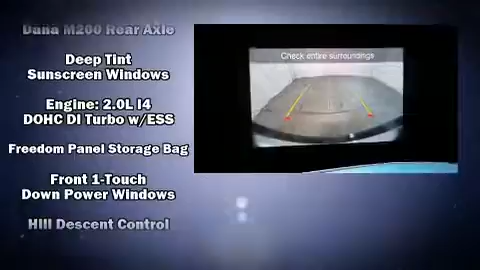 Dana M200 Rear Axle
Deep Tint
Sunscreen Windows
Engine: 2.0L I4
DOHC DI Turbo w/ESS
Freedom Panel Storage Bag
Front 1-Touch
Down Power Windows
Hill Descent Control
Check entire surroundings